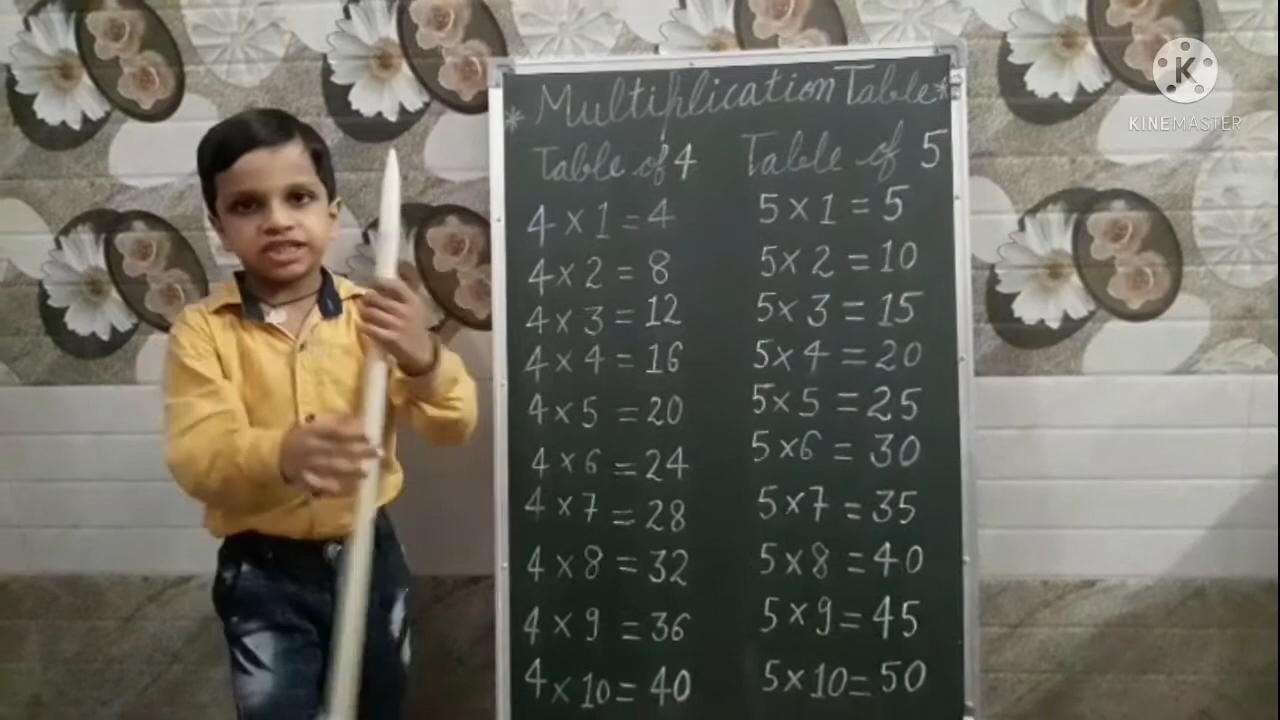 * Multiplication Table *
Table of 4
4 × 1 = 4
4 × 2 = 8
4 × 3 = 12
4 × 4 = 16
4 × 5 = 20
4 × 6 = 24
4 × 7 = 28
4 × 8 = 32
4 × 9 = 36
4 × 10 = 40
Table of 5
5 × 1 = 5
5 × 2 = 10
5 × 3 = 15
5 × 4 = 20
5 × 5 = 25
5 × 6 = 30
5 × 7 = 35
5 × 8 = 40
5 × 9 = 45
5 × 10 = 50
K
KINEMASTER